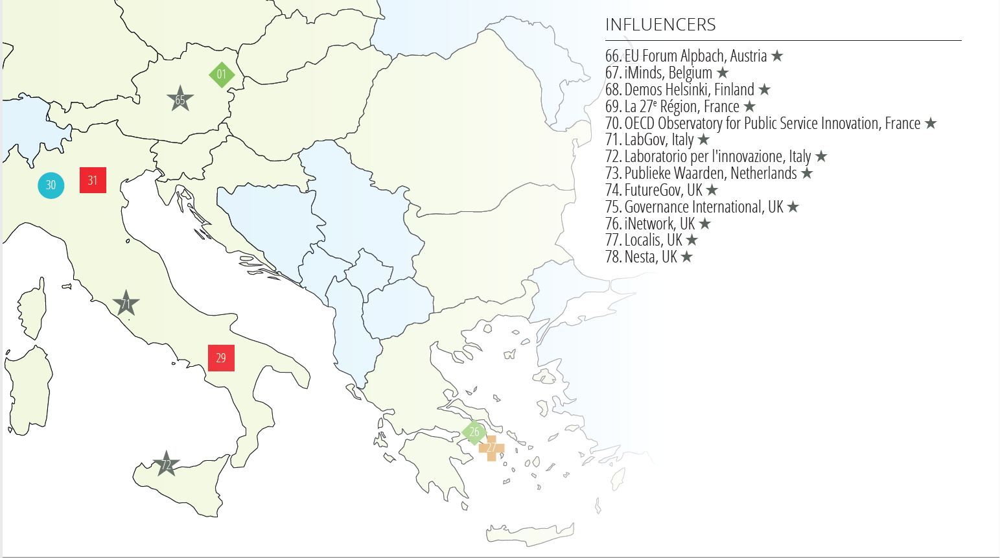 INFLUENCERS
66. EU Forum Alpbach, Austria ★
67. iMinds, Belgium ★
68. Demos Helsinki, Finland ★
69. La 27e Région, France ★
70. OECD Observatory for Public Service Innovation, France ★
71. LabGov, Italy ★
72. Laboratorio per l'innovazione, Italy ★
73. Publieke Waarden, Netherlands ★
74. FutureGov, UK ★
75. Governance International, UK ★
76. iNetwork, UK ★
77. Localis, UK ★
78. Nesta, UK ★
01
65
30
31
71
29
26
27
72